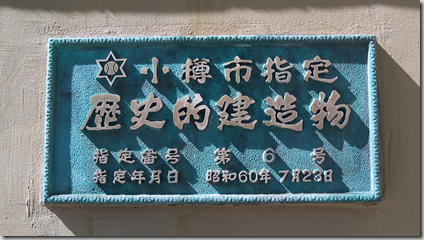 小樽市指定
歴史的建造物
指定番号 第 6 号
指定年月日 昭和60年7月23日